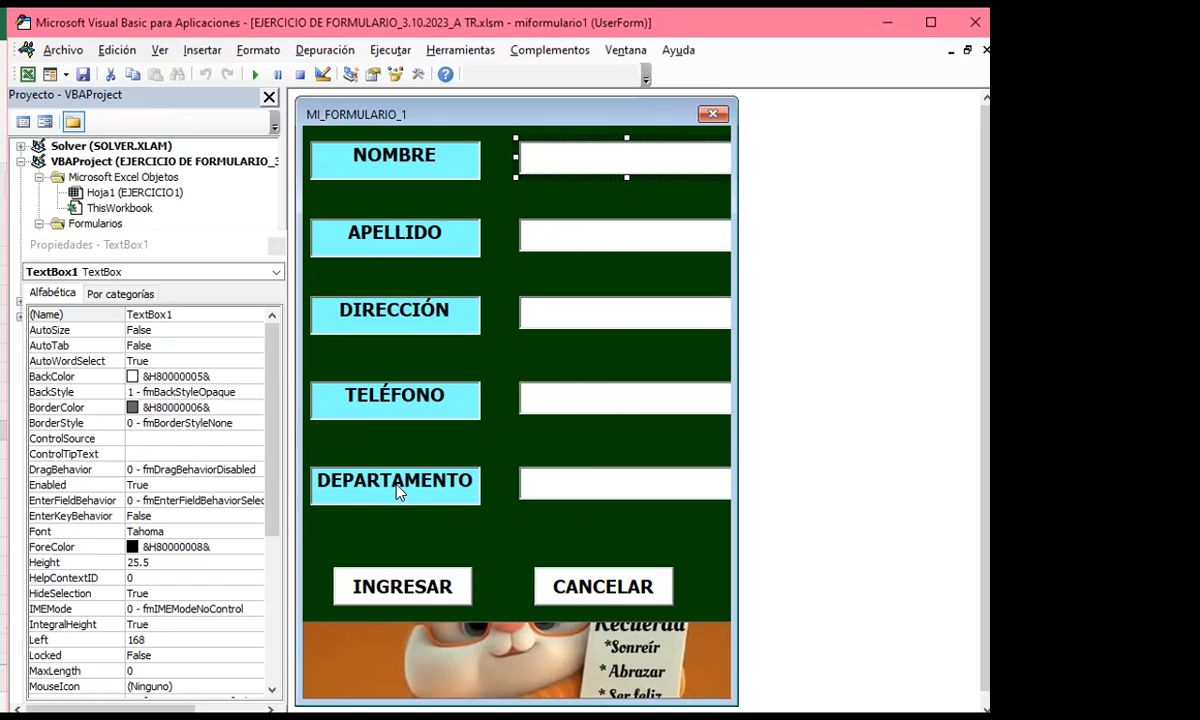 Microsoft Visual Basic para Aplicaciones - [EJERCICIO DE FORMULARIO_3.10.2023_A TR.xlsm - miformulario1 (UserForm)]
Archivo Edición Ver Insertar Formato Depuración Ejecutar Herramientas Complementos Ventana Ayuda
Proyecto - VBAProject
Solver (SOLVER.XLAM)
VBAProject (EJERCICIO DE FORMULARIO_3
Microsoft Excel Objetos
Hoja1 (EJERCICIO1)
ThisWorkbook
Formularios
Propiedades - TextBox1
TextBox1 TextBox
Alfabética Por categorías
(Name) TextBox1
AutoSize False
AutoTab False
AutoWordSelect True
BackColor &H80000005&
BackStyle 1 - fmBackStyleOpaque
BorderColor &H80000006&
BorderStyle 0 - fmBorderStyleNone
ControlSource
ControlTipText
DragBehavior 0 - fmDragBehaviorDisabled
Enabled True
EnterFieldBehavior 0 - fmEnterFieldBehaviorSelec
EnterKeyBehavior False
Font Tahoma
ForeColor &H80000008&
Height 25.5
HelpContextID 0
HideSelection True
IMEMode 0 - fmIMEModeNoControl
IntegralHeight True
Left 168
Locked False
MaxLength 0
MouseIcon (Ninguno)
MI_FORMULARIO_1
NOMBRE
APELLIDO
DIRECCIÓN
TELÉFONO
DEPARTAMENTO
INGRESAR CANCELAR
Recuerda
*Sonreír
* Abrazar
* Ser feliz